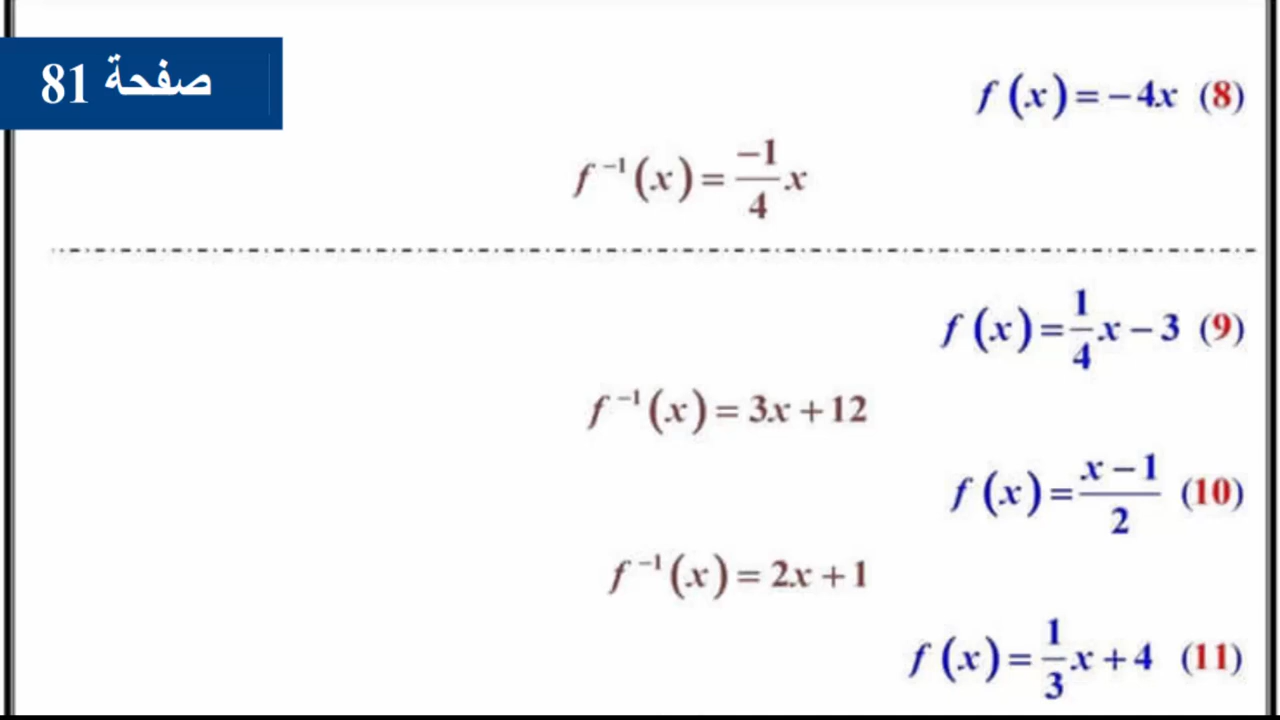 صفحة 81
(8) f(x) = −4x
f⁻¹(x) = −1/4 x
(9) f(x) = 1/4 x − 3
f⁻¹(x) = 3x + 12
(10) f(x) = x − 1/2
f⁻¹(x) = 2x + 1
(11) f(x) = 1/3 x + 4